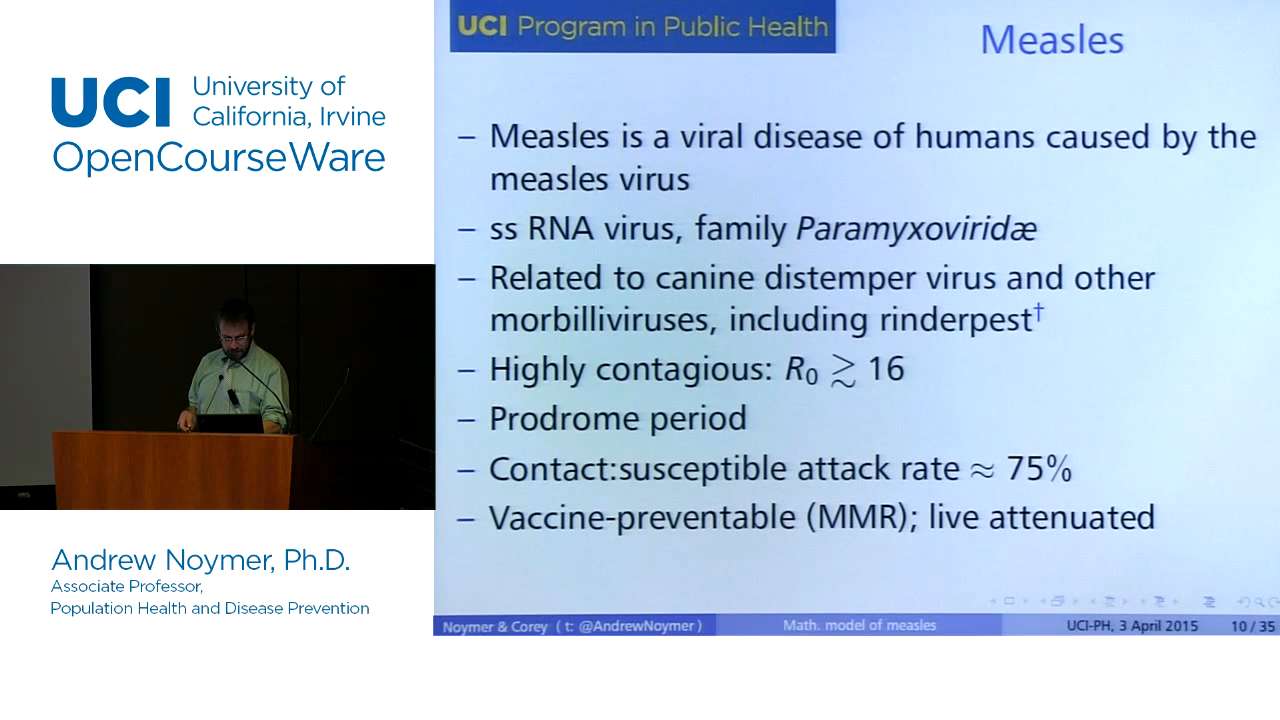 UCI University of
California, Irvine
OpenCourseWare
Andrew Noymer, Ph.D.
Associate Professor,
Population Health and Disease Prevention
UCI Program in Public Health
Measles
– Measles is a viral disease of humans caused by the
measles virus
– ss RNA virus, family Paramyxoviridæ
– Related to canine distemper virus and other
morbilliviruses, including rinderpest†
– Highly contagious: R₀ ≳ 16
– Prodrome period
– Contact:susceptible attack rate ≈ 75%
– Vaccine-preventable (MMR); live attenuated
Noymer & Corey ( t: @AndrewNoymer ) Math. model of measles UCI-PH, 3 April 2015 10 / 35